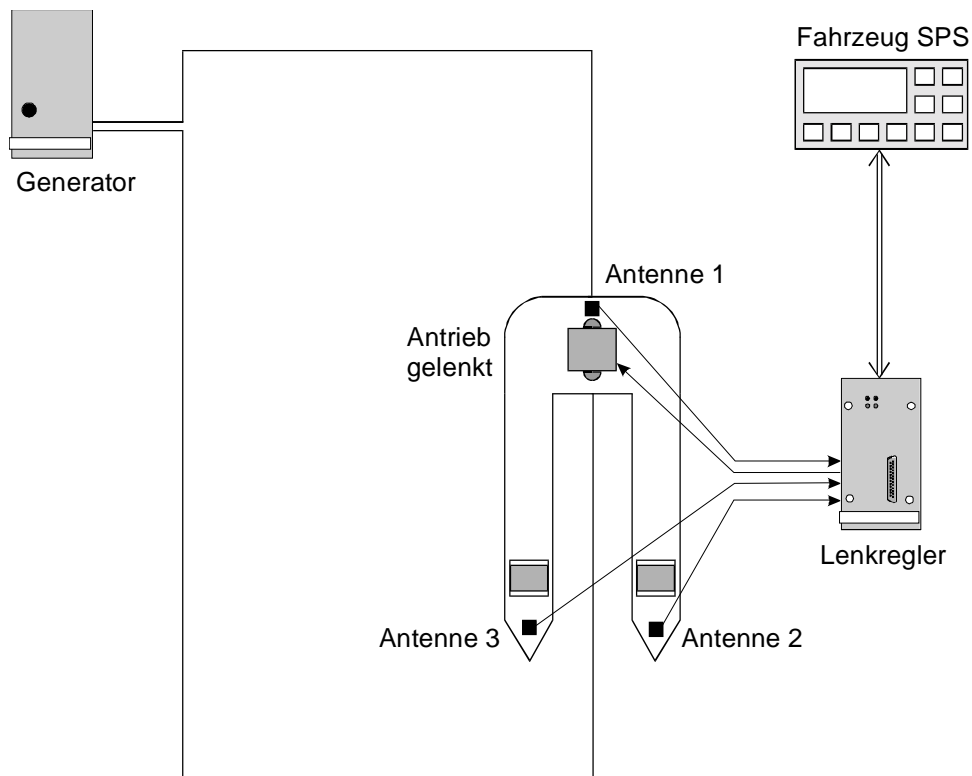 Fahrzeug SPS
Generator
Antenne 1
Antrieb
gelenkt
Lenkregler
Antenne 3
Antenne 2